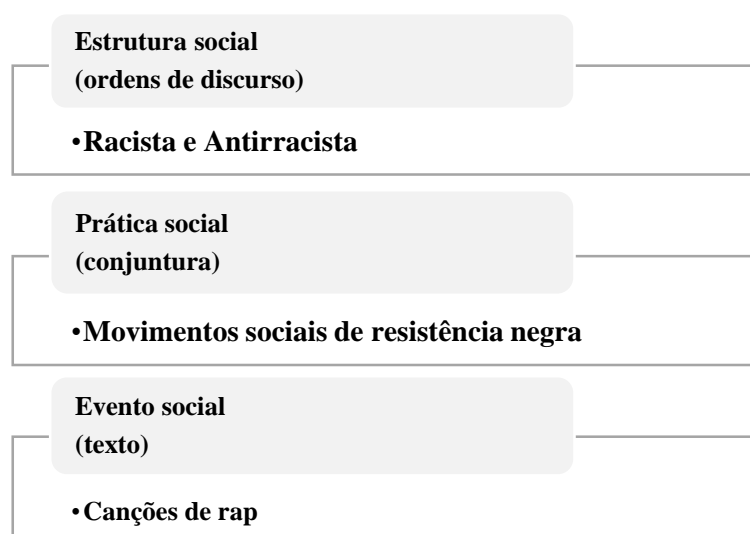 Estrutura social
(ordens de discurso)
•Racista e Antirracista
Prática social
(conjuntura)
•Movimentos sociais de resistência negra
Evento social
(texto)
•Canções de rap